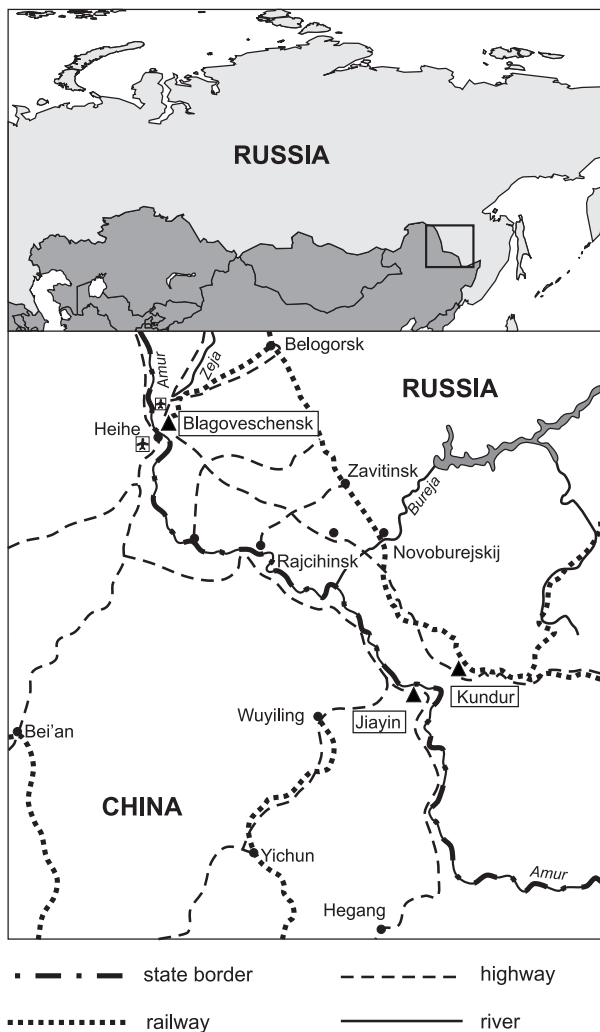 RUSSIA
Belogorsk
Amur
Zeja
RUSSIA
Blagoveschensk
Heihe
Zavitinsk
Bureja
Novoburejskij
Rajcihinsk
Kundur
Wuyiling
Jiayin
Bei'an
CHINA
Yichun
Amur
Hegang
state border
highway
railway
river